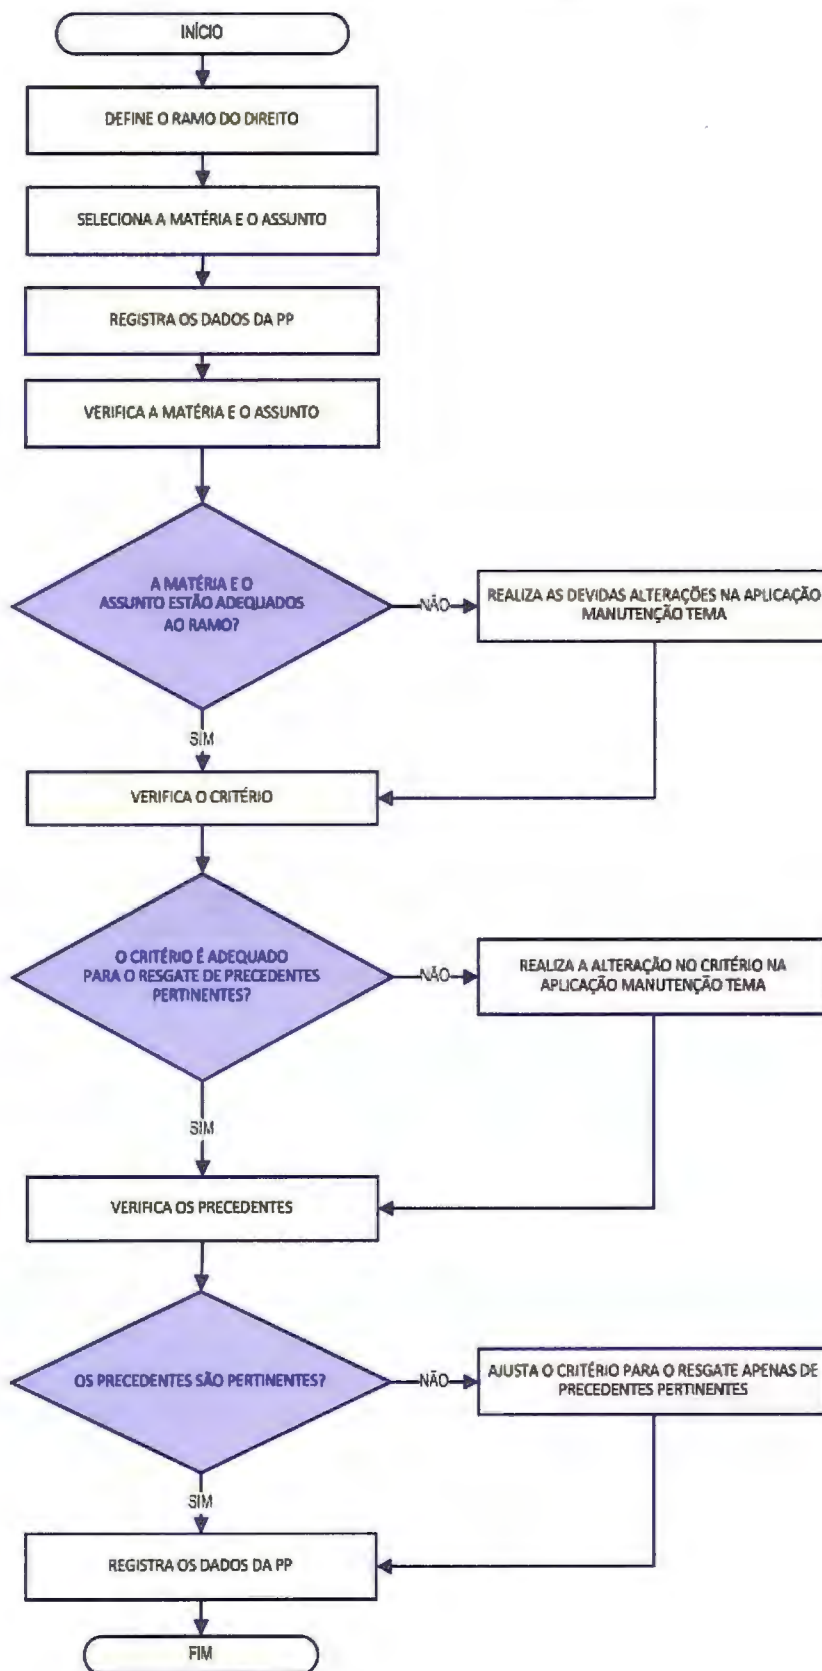 INÍCIO
DEFINE O RAMO DO DIREITO
SELECIONA A MATÉRIA E O ASSUNTO
REGISTRA OS DADOS DA PP
VERIFICA A MATÉRIA E O ASSUNTO
A MATÉRIA E O
ASSUNTO ESTÃO ADEQUADOS
AO RAMO?
NÃO
REALIZA AS DEVIDAS ALTERAÇÕES NA APLICAÇÃO
MANUTENÇÃO TEMA
SIM
VERIFICA O CRITÉRIO
O CRITÉRIO É ADEQUADO
PARA O RESGATE DE PRECEDENTES
PERTINENTES?
NÃO
REALIZA A ALTERAÇÃO NO CRITÉRIO NA
APLICAÇÃO MANUTENÇÃO TEMA
SIM
VERIFICA OS PRECEDENTES
OS PRECEDENTES SÃO PERTINENTES?
NÃO
AJUSTA O CRITÉRIO PARA O RESGATE APENAS DE
PRECEDENTES PERTINENTES
SIM
REGISTRA OS DADOS DA PP
FIM